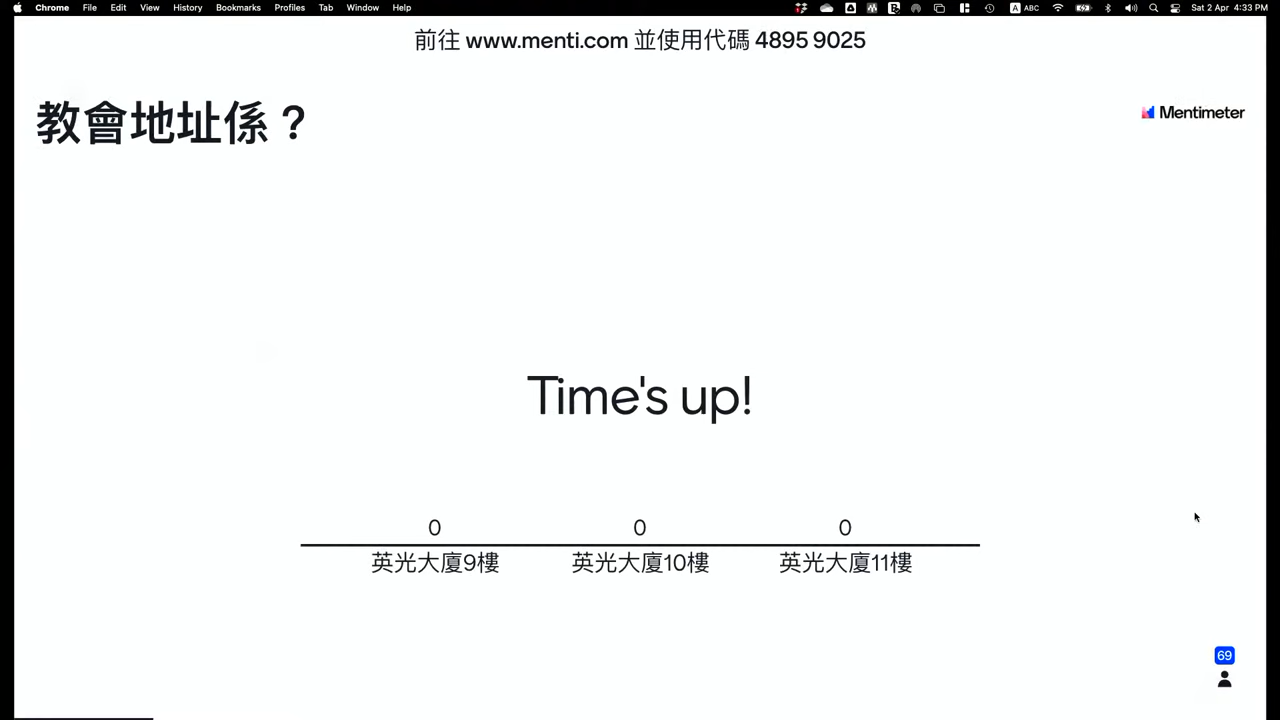 Chrome File Edit View History Bookmarks Profiles Tab Window Help
A ABC
Sat 2 Apr 4:33 PM
前往 www.menti.com 並使用代碼 4895 9025
教會地址係？
Mentimeter
Time's up!
0 0 0
英光大廈9樓 英光大廈10樓 英光大廈11樓
69